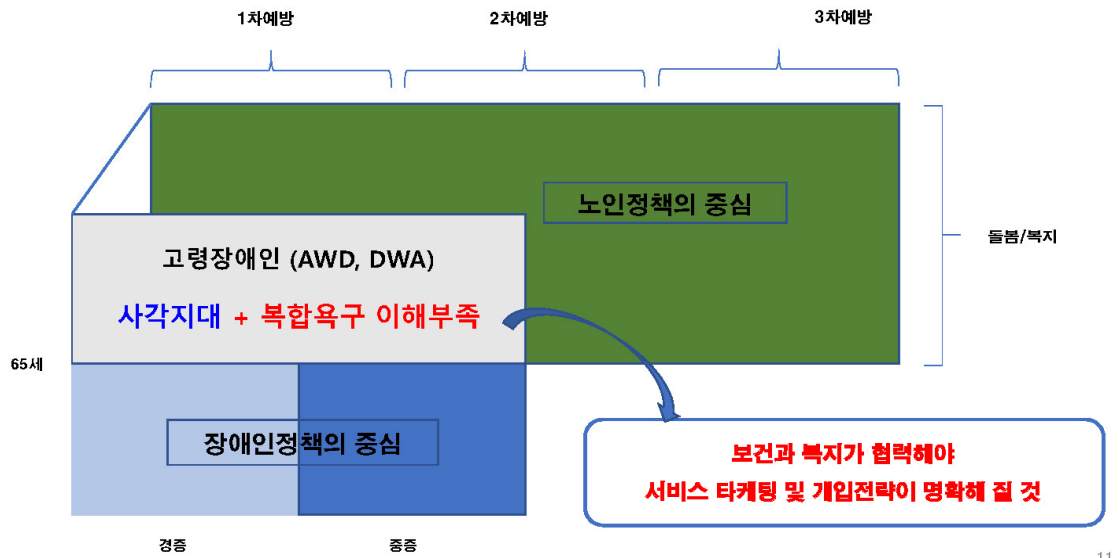 1차예방
2차예방
3차예방
노인정책의 중심
돌봄/복지
고령장애인 (AWD, DWA)
사각지대 + 복합욕구 이해부족
65세
장애인정책의 중심
보건과 복지가 협력해야
서비스 타케팅 및 개입전략이 명확해 질 것
경증
중증
11